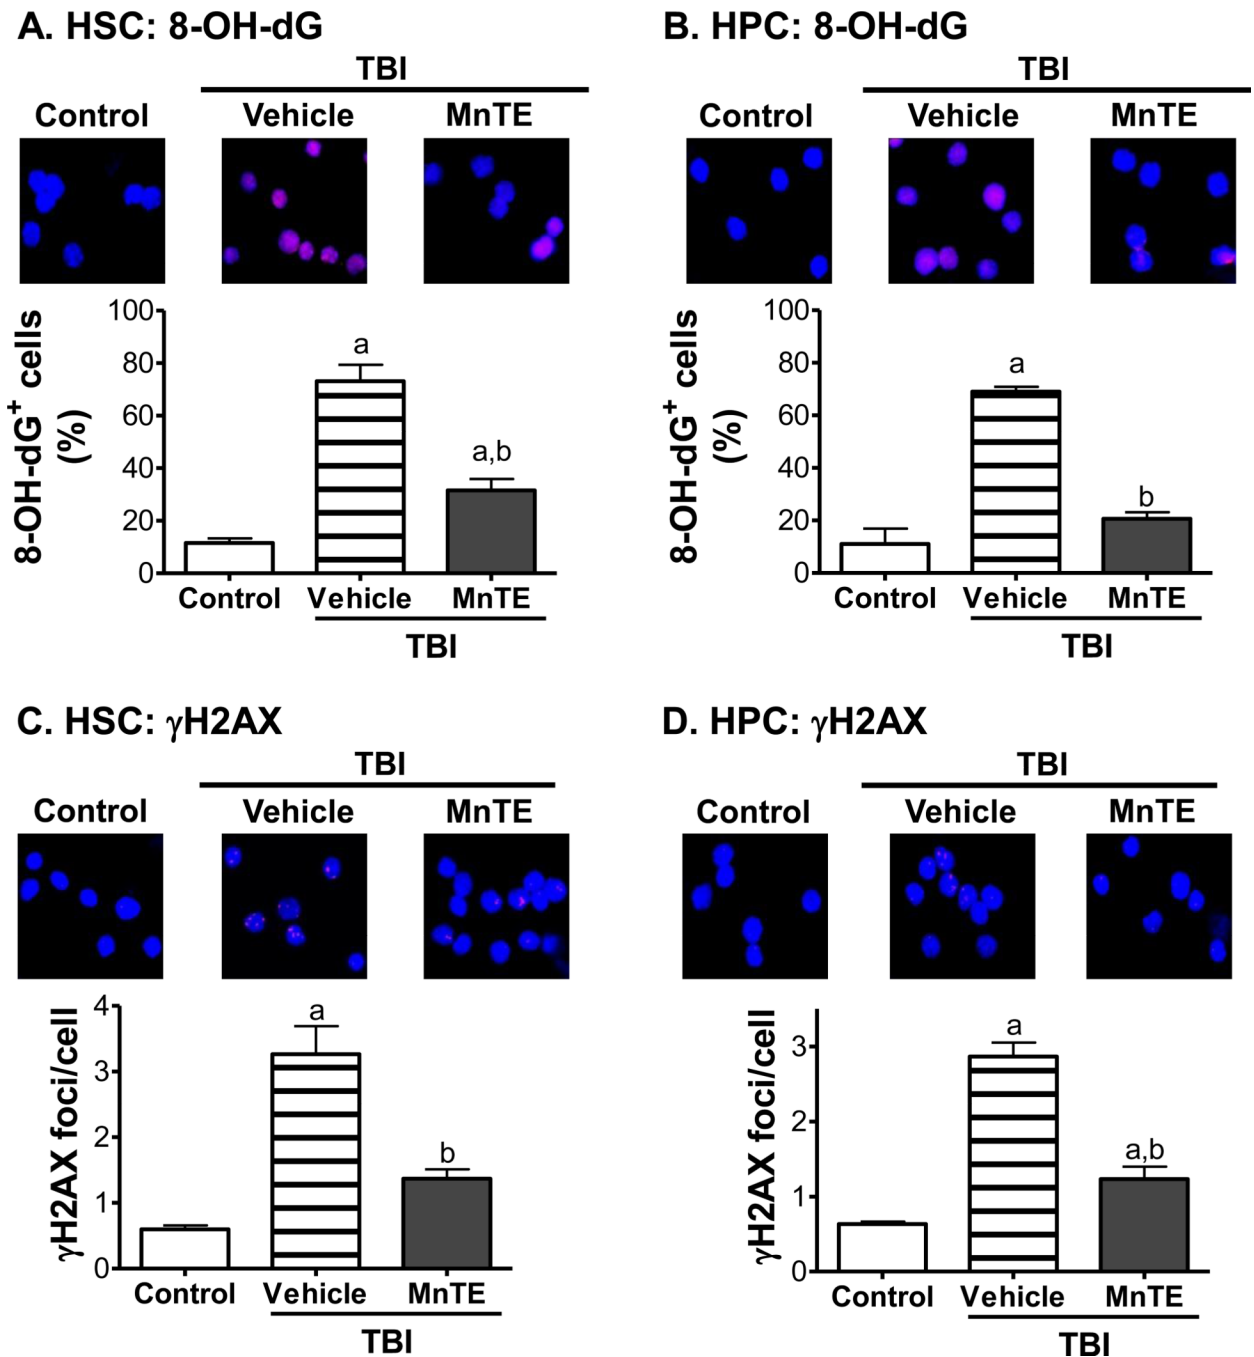 A. HSC: 8-OH-dG
TBI
Control Vehicle MnTE
8-OH-dG⁺ cells
(%)
100
80
60
40
20
0
a
a,b
Control Vehicle MnTE
TBI
B. HPC: 8-OH-dG
TBI
Control Vehicle MnTE
8-OH-dG⁺ cells
(%)
100
80
60
40
20
0
a
b
Control Vehicle MnTE
TBI
C. HSC: γH2AX
TBI
Control Vehicle MnTE
γH2AX foci/cell
4
3
2
1
0
a
b
Control Vehicle MnTE
TBI
D. HPC: γH2AX
TBI
Control Vehicle MnTE
γH2AX foci/cell
3
2
1
0
a
a,b
Control Vehicle MnTE
TBI